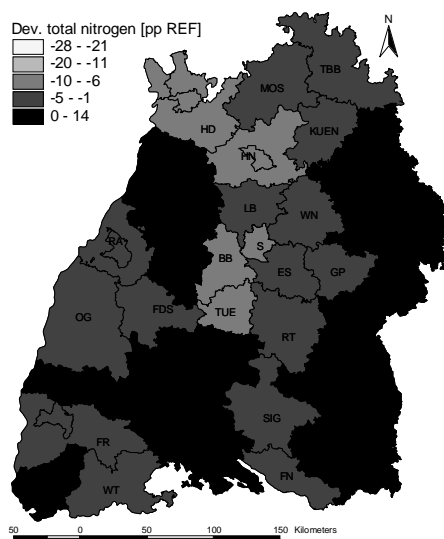 Dev. total nitrogen [pp REF]
-28 - -21
-20 - -11
-10 - -6
-5 - -1
0 - 14
N
TBB
MOS
HD
KUEN
HN
LB
WN
RA
S
BB
ES
GP
OG
FDS
TUE
RT
SIG
FR
FN
WT
50 0 50 100 150 Kilometers